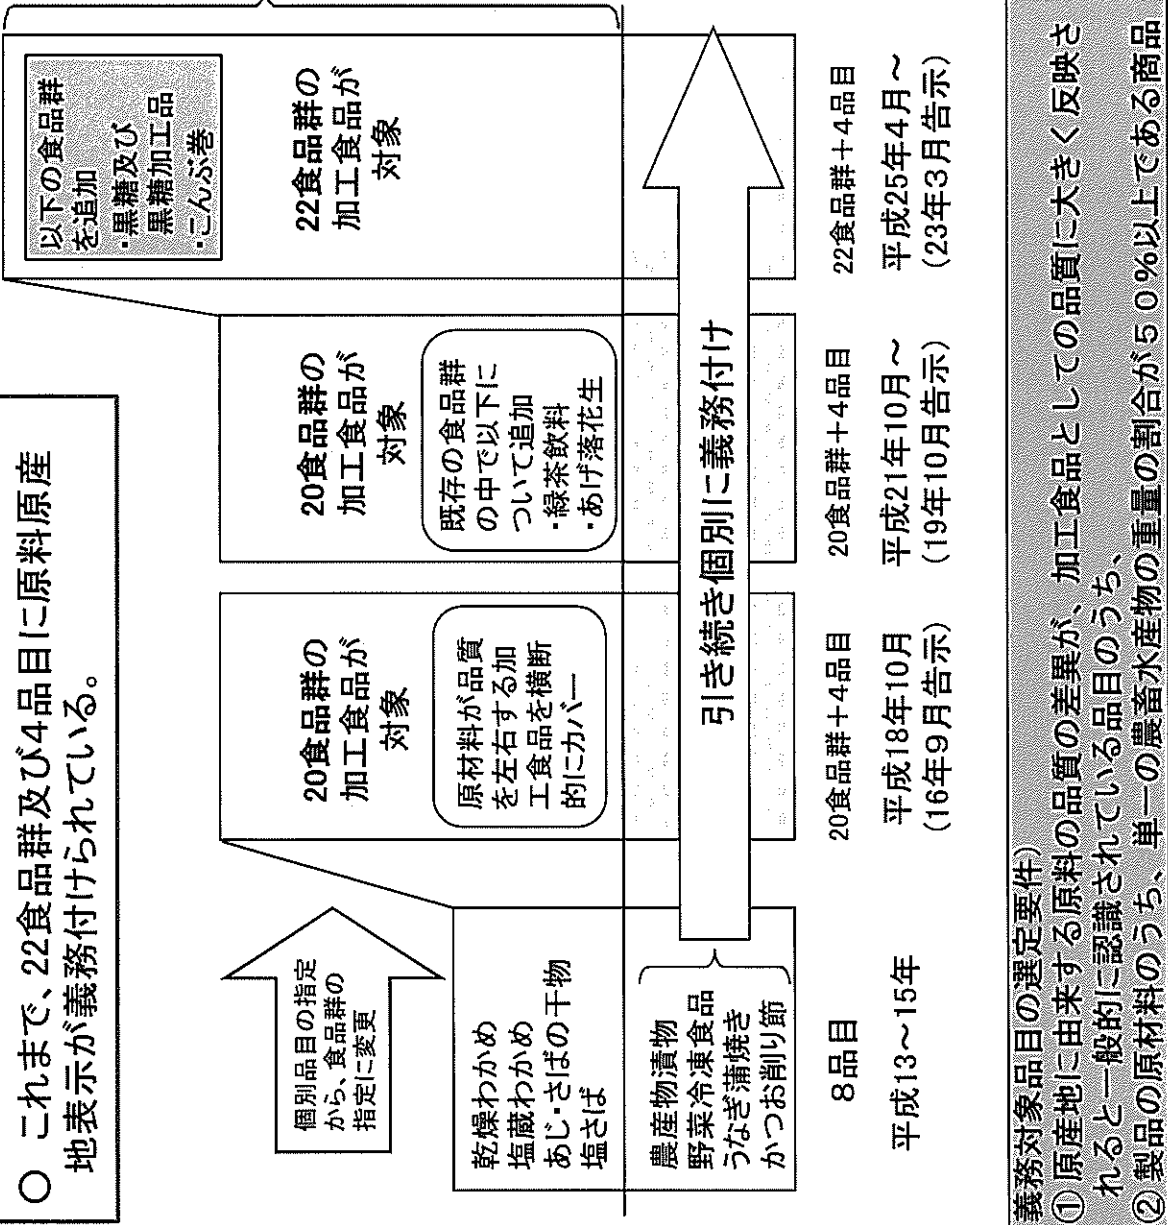 ○ これまで、22食品群及び4品目に原料原産
地表示が義務付けられている。
個別品目の指定
から、食品群の
指定に変更
乾燥わかめ
塩蔵わかめ
あじ・さばの干物
塩さば
農産物漬物
野菜冷凍食品
うなぎ蒲焼き
かつお削り節
8品目
平成13～15年
20食品群の
加工食品が
対象
原材料が品質
を左右する加
工食品を横断
的にカバー
20食品群＋4品目
平成18年10月
(16年9月告示)
20食品群の
加工食品が
対象
既存の食品群
の中で以下に
ついて追加
・緑茶飲料
・あげ落花生
20食品群＋4品目
平成21年10月～
(19年10月告示)
以下の食品群
を追加
・黒糖及び
黒糖加工品
・こんぶ巻
22食品群の
加工食品が
対象
22食品群＋4品目
平成25年4月～
(23年3月告示)
引き続き個別に義務付け
義務対象品目の選定要件)
①原産地に由来する原料の品質の差異が、加工食品としての品質に大きく反映さ
れると一般的に認識されている品目のうち、
②製品の原材料のうち、単一の農畜水産物の重量の割合が50％以上である商品